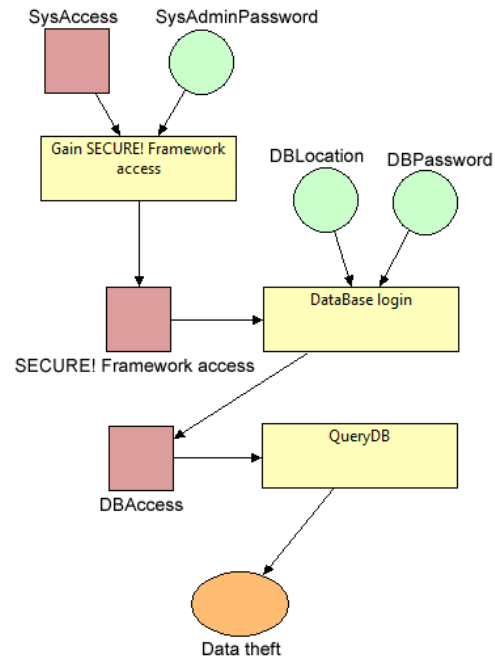 SysAccess
SysAdminPassword
Gain SECURE! Framework
access
DBLocation
DBPassword
DataBase login
SECURE! Framework access
QueryDB
DBAccess
Data theft